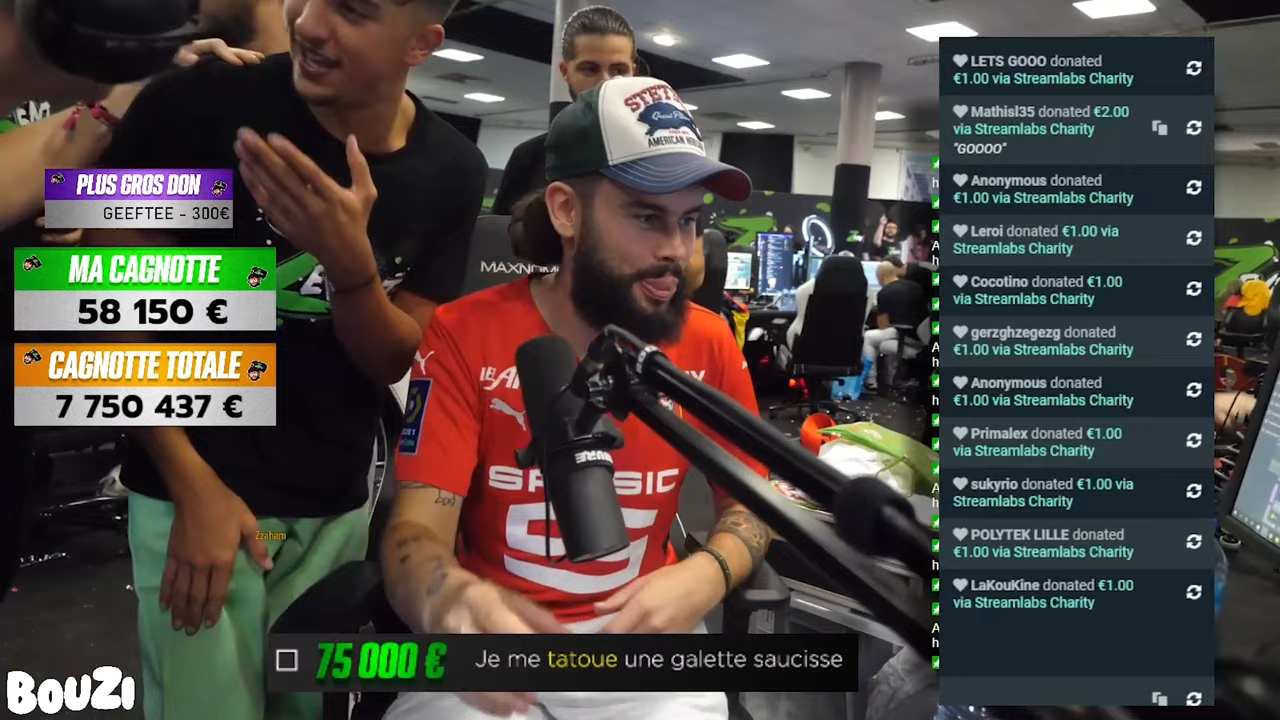 PLUS GROS DON
GEEFTEE - 300€
MA CAGNOTTE
58 150 €
CAGNOTTE TOTALE
7 750 437 €
Zzaham
BOUZI
STETSON
AMERICAN
MAXNOM
SHURE
75 000 € Je me tatoue une galette saucisse
LETS GOOO donated
€1.00 via Streamlabs Charity
Mathisl35 donated €2.00
via Streamlabs Charity
"GOOOO"
Anonymous donated
€1.00 via Streamlabs Charity
Leroi donated €1.00 via
Streamlabs Charity
Cocotino donated €1.00
via Streamlabs Charity
gerzghzegezg donated
€1.00 via Streamlabs Charity
Anonymous donated
€1.00 via Streamlabs Charity
Primalex donated €1.00
via Streamlabs Charity
sukyrio donated €1.00 via
Streamlabs Charity
POLYTEK LILLE donated
€1.00 via Streamlabs Charity
LaKouKine donated €1.00
via Streamlabs Charity